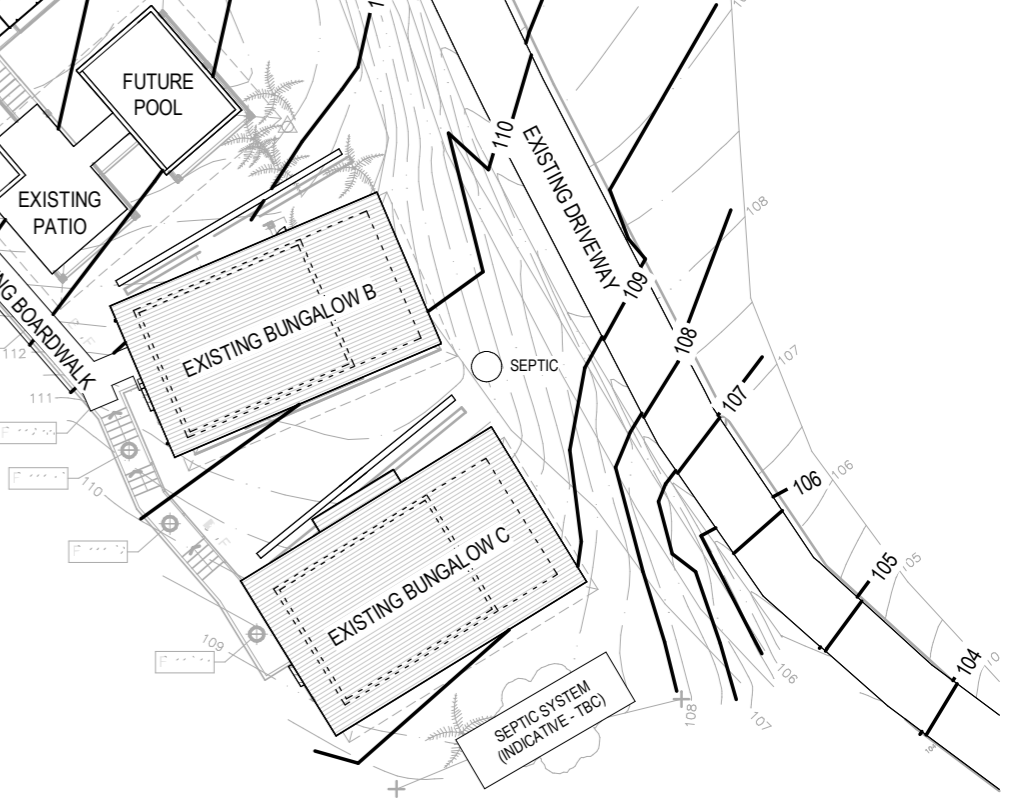 FUTURE
POOL
EXISTING
PATIO
110
EXISTING DRIVEWAY
108
109
108
107
107
EXISTING BUNGALOW B
NG BOARDWALK
112
111
SEPTIC
110
106
106
EXISTING BUNGALOW C
105
105
109
104
SEPTIC SYSTEM
(INDICATIVE - TBC)
106
107
108